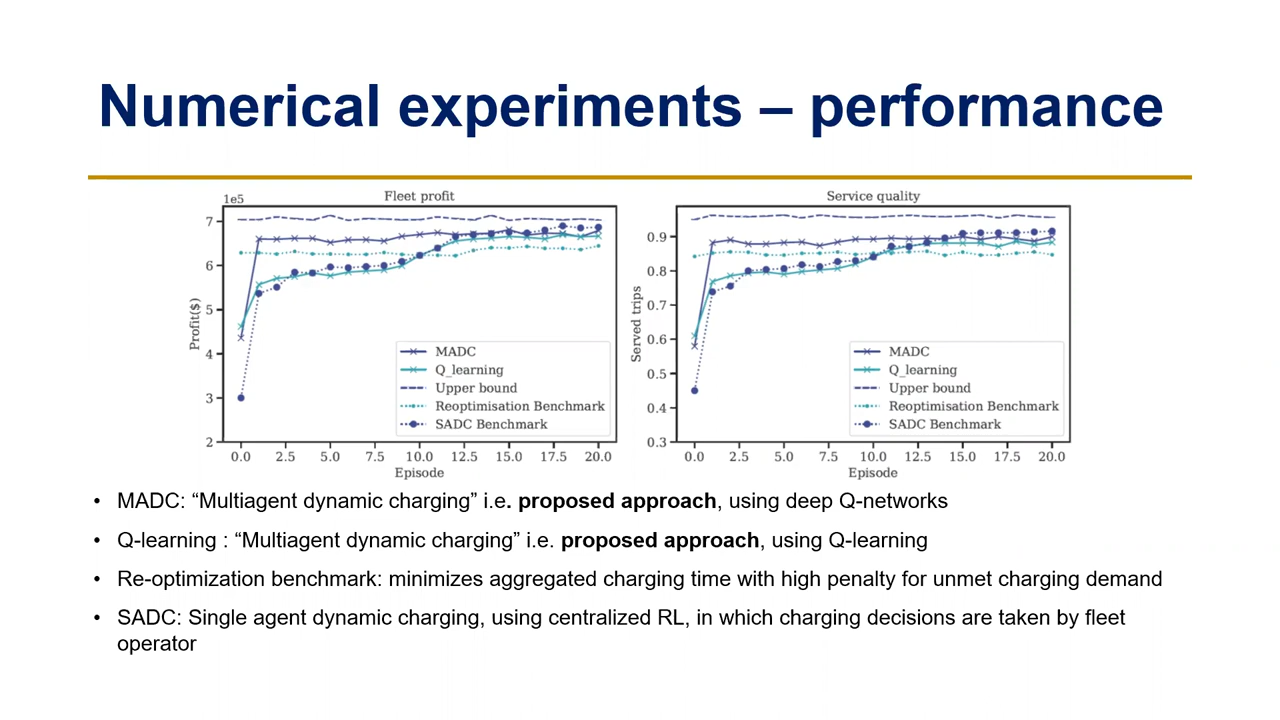 Numerical experiments – performance
Fleet profit
1e5
7
6
5
4
3
2
Profit($)
0.0 2.5 5.0 7.5 10.0 12.5 15.0 17.5 20.0
Episode
MADC
Q_learning
Upper bound
Reoptimisation Benchmark
SADC Benchmark
Service quality
0.9
0.8
0.7
0.6
0.5
0.4
0.3
Served trips
0.0 2.5 5.0 7.5 10.0 12.5 15.0 17.5 20.0
Episode
MADC
Q_learning
Upper bound
Reoptimisation Benchmark
SADC Benchmark
• MADC: “Multiagent dynamic charging” i.e. proposed approach, using deep Q-networks
• Q-learning : “Multiagent dynamic charging” i.e. proposed approach, using Q-learning
• Re-optimization benchmark: minimizes aggregated charging time with high penalty for unmet charging demand
• SADC: Single agent dynamic charging, using centralized RL, in which charging decisions are taken by fleet
operator